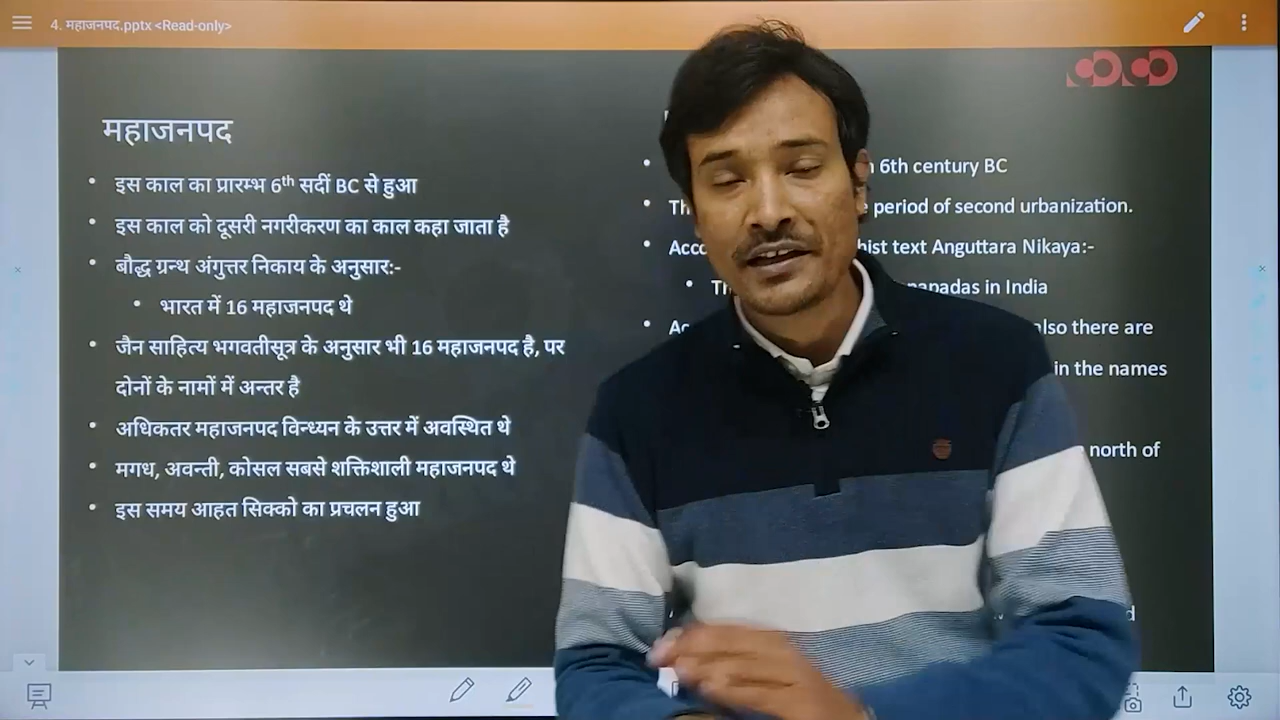 4. महाजनपद.pptx <Read-only>
महाजनपद
• इस काल का प्रारम्भ 6th सदीं BC से हुआ
• इस काल को दूसरी नगरीकरण का काल कहा जाता है
• बौद्ध ग्रन्थ अंगुत्तर निकाय के अनुसार:-
• भारत में 16 महाजनपद थे
• जैन साहित्य भगवतीसूत्र के अनुसार भी 16 महाजनपद है, पर
दोनों के नामों में अन्तर है
• अधिकतर महाजनपद विन्ध्यन के उत्तर में अवस्थित थे
• मगध, अवन्ती, कोसल सबसे शक्तिशाली महाजनपद थे
• इस समय आहत सिक्को का प्रचलन हुआ
6th century BC
period of second urbanization.
text Anguttara Nikaya:-
in India
also there are
in the names
north of